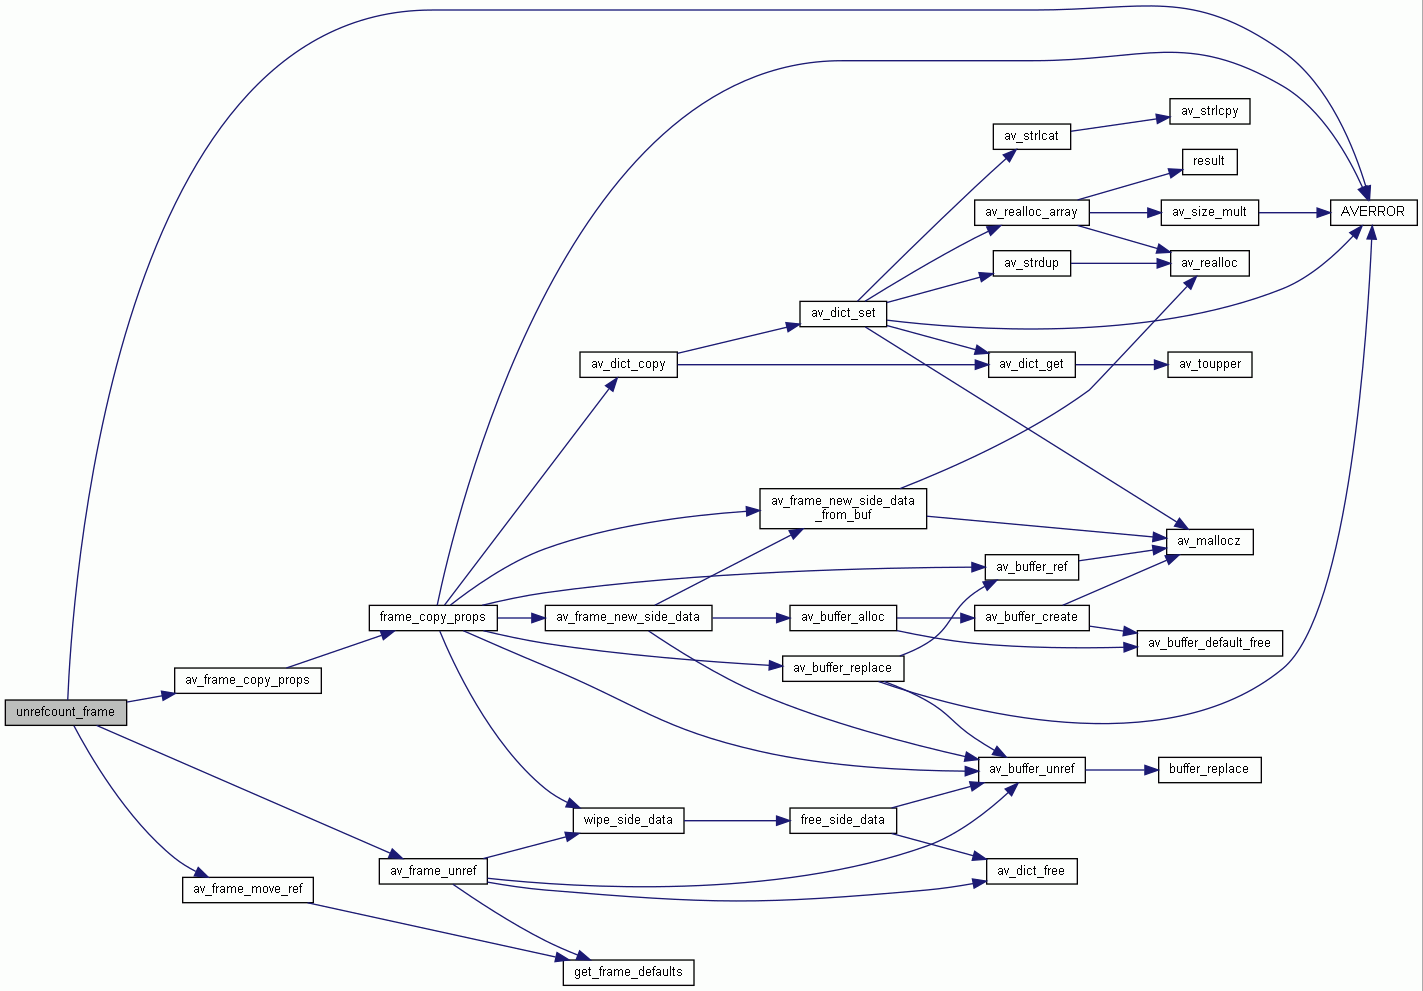 av_strlcpy
av_strlcat
result
av_realloc_array
av_size_mult
AVERROR
av_strdup
av_realloc
av_dict_set
av_dict_copy
av_dict_get
av_toupper
av_frame_new_side_data
_from_buf
av_mallocz
av_buffer_ref
frame_copy_props
av_frame_new_side_data
av_buffer_alloc
av_buffer_create
av_buffer_default_free
av_buffer_replace
av_frame_copy_props
unrefcount_frame
av_buffer_unref
buffer_replace
wipe_side_data
free_side_data
av_frame_unref
av_dict_free
av_frame_move_ref
get_frame_defaults